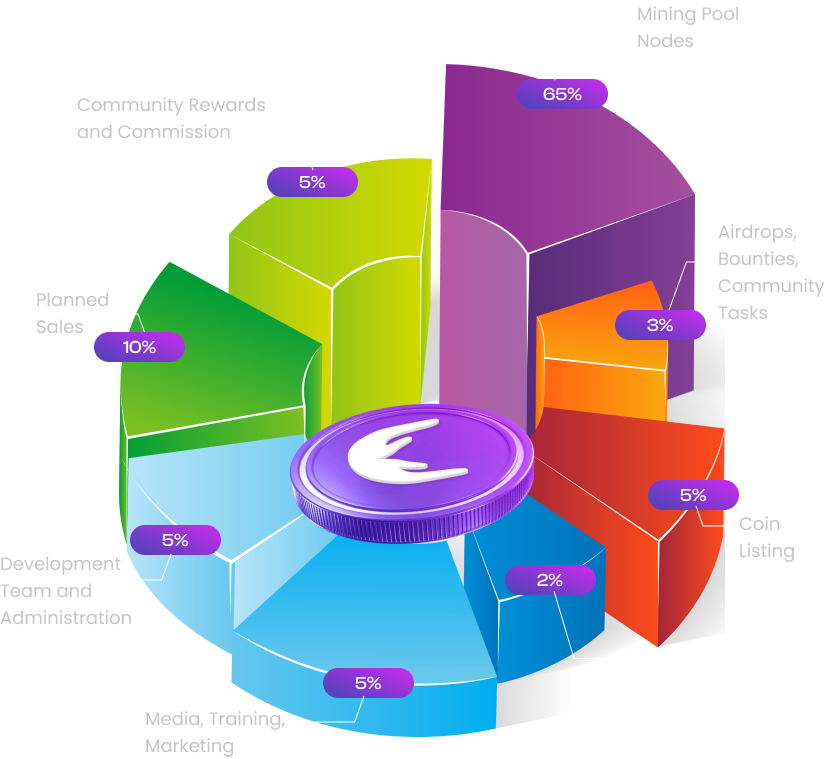 Mining Pool
Nodes
65%
Community Rewards
and Commission
5%
Airdrops,
Bounties,
Community
Tasks
3%
Planned
Sales
10%
5%
Coin
Listing
5%
Development
Team and
Administration
2%
5%
Media, Training,
Marketing